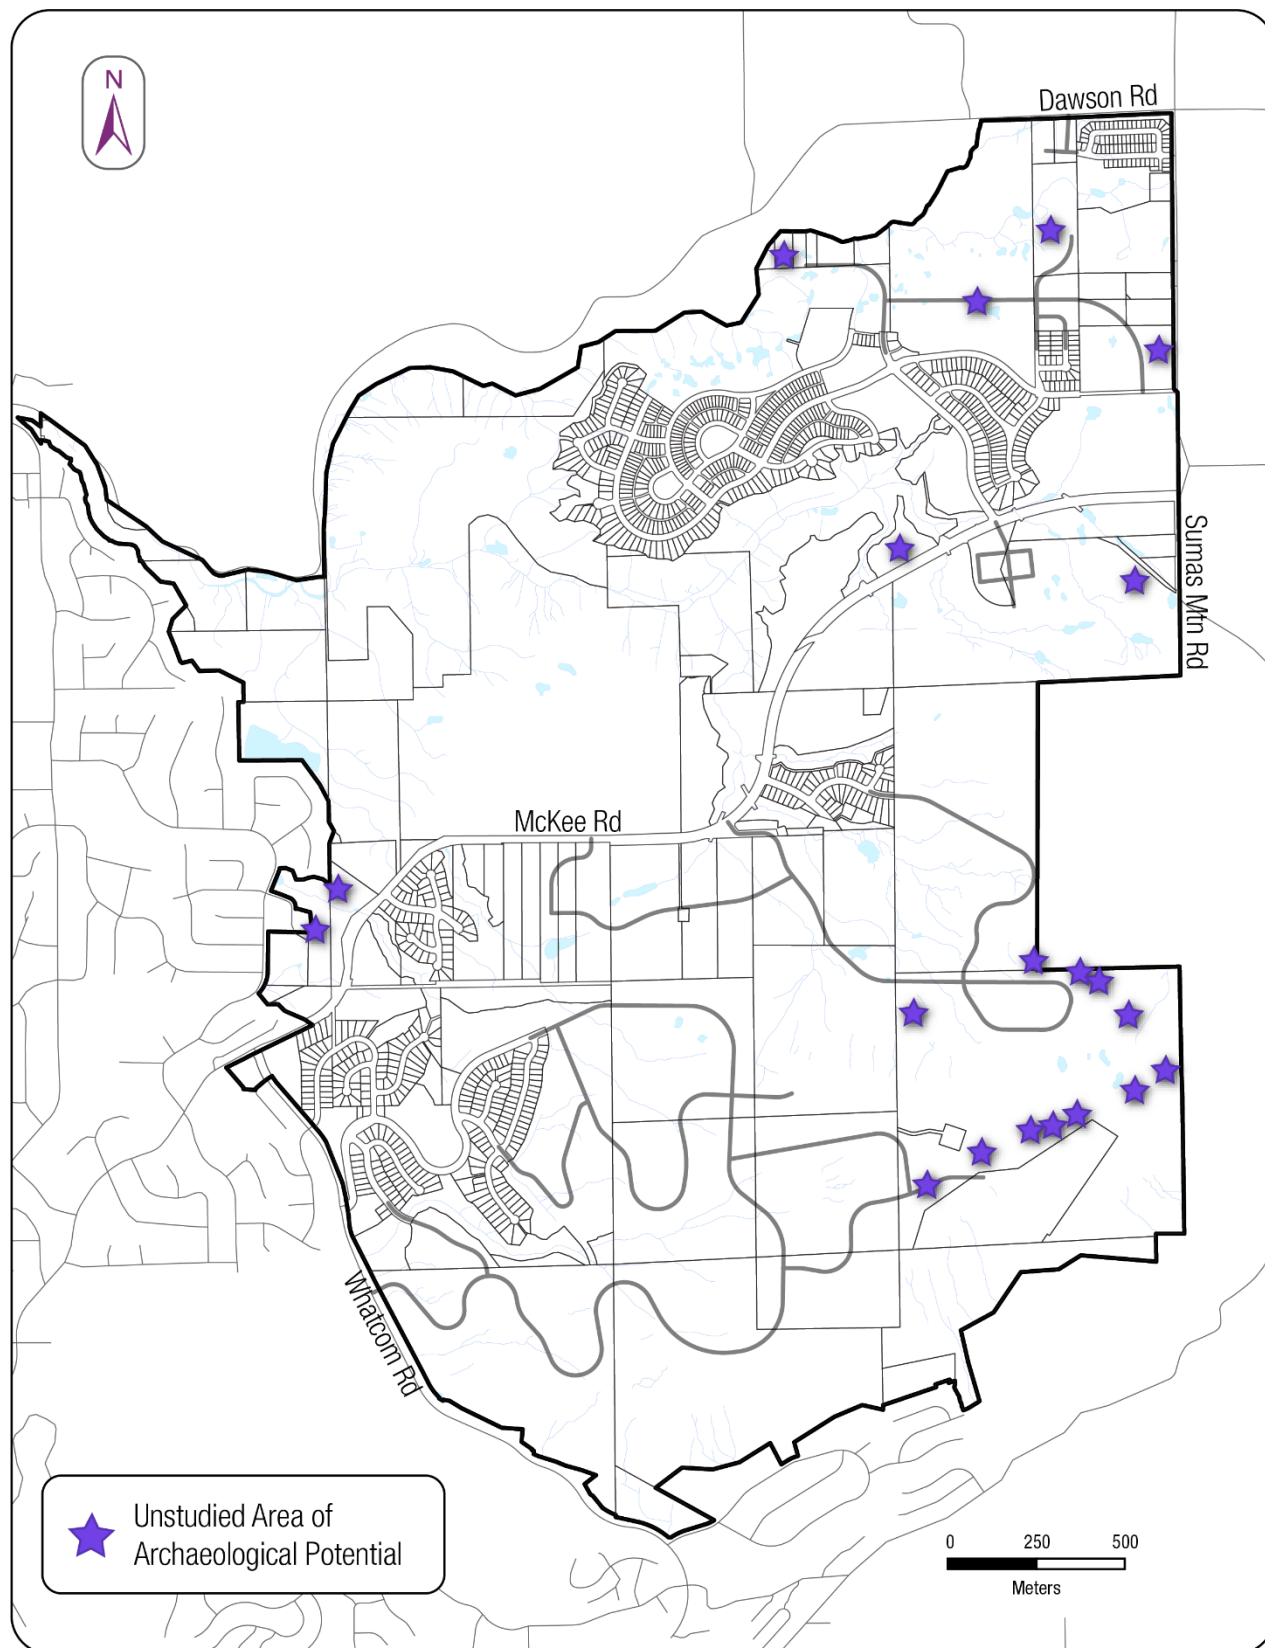 N
Dawson Rd
Sumas Mtn Rd
McKee Rd
Whatcom Rd
Unstudied Area of
Archaeological Potential
0 250 500
Meters